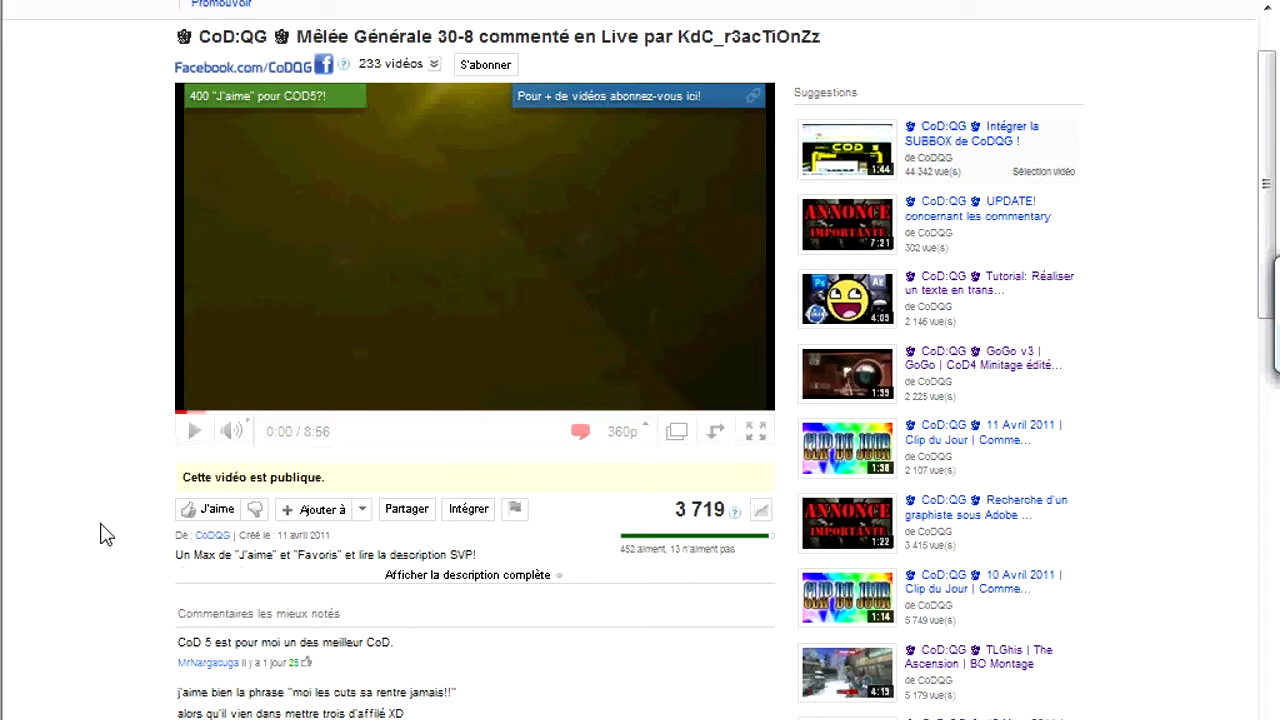 Promouvoir
CoD:QG Mêlée Générale 30-8 commenté en Live par KdC_r3acTiOnZz
Facebook.com/CoDQG f ? 233 vidéos S'abonner
400 "J'aime" pour COD5?!
Pour + de vidéos abonnez-vous ici!
0:00 / 8:56
360p
Cette vidéo est publique.
J'aime
+ Ajouter à
Partager
Intégrer
3 719 ?
De : CoDQG | Créé le : 11 avril 2011
452 aiment, 13 n'aiment pas
Un Max de "J'aime" et "Favoris" et lire la description SVP!
Afficher la description complète
Commentaires les mieux notés
CoD 5 est pour moi un des meilleur CoD.
MrNargacuga Il y a 1 jour 25
j'aime bien la phrase "moi les cuts sa rentre jamais!!"
alors qu'il vien dans mettre trois d'affilé XD
Suggestions
COD
1:44
CoD:QG Intégrer la
SUBBOX de CoDQG !
de CoDQG
44 342 vue(s)
Sélection vidéo
ANNONCE
IMPORTANTE
7:21
CoD:QG UPDATE!
concernant les commentary
de CoDQG
302 vue(s)
Ps
Ae
4:09
CoD:QG Tutorial: Réaliser
un texte en trans...
de CoDQG
2 146 vue(s)
1:39
CoD:QG GoGo v3 |
GoGo | CoD4 Minitage édité...
de CoDQG
2 225 vue(s)
CLIP DU JOUR
1:38
CoD:QG 11 Avril 2011 |
Clip du Jour | Comme...
de CoDQG
2 107 vue(s)
ANNONCE
IMPORTANTE
1:22
CoD:QG Recherche d'un
graphiste sous Adobe ...
de CoDQG
3 415 vue(s)
CLIP DU JOUR
1:14
CoD:QG 10 Avril 2011 |
Clip du Jour | Comme...
de CoDQG
5 749 vue(s)
4:13
CoD:QG TLGhis | The
Ascension | BO Montage
de CoDQG
5 179 vue(s)